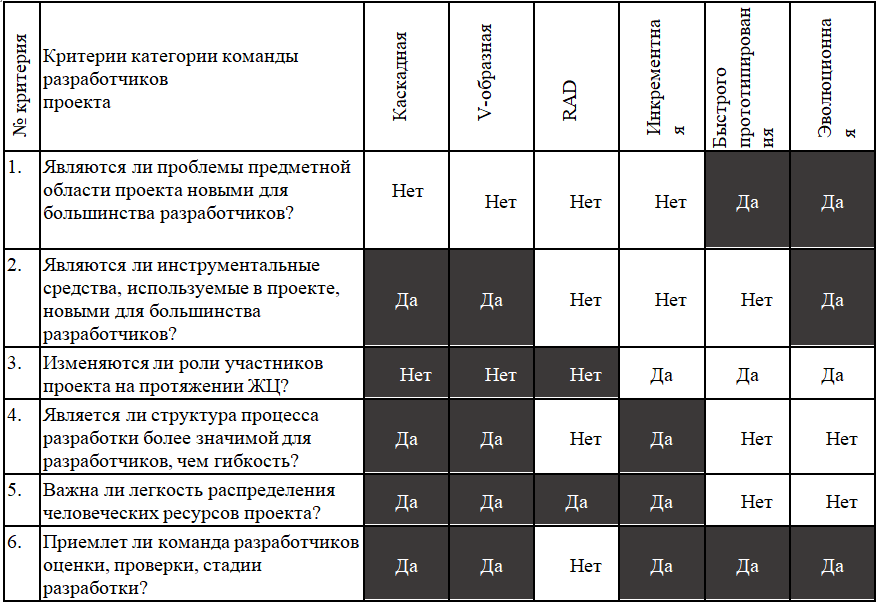 № критерия
Критерии категории команды
разработчиков
проекта
Каскадная
V-образная
RAD
Инкрементна
я
Быстрого
прототипирован
ия
Эволюционна
я
1.
Являются ли проблемы предметной
области проекта новыми для
большинства разработчиков?
Нет
Нет
Нет
Нет
Да
Да
2.
Являются ли инструментальные
средства, используемые в проекте,
новыми для большинства
разработчиков?
Да
Да
Нет
Нет
Нет
Да
3.
Изменяются ли роли участников
проекта на протяжении ЖЦ?
Нет
Нет
Нет
Да
Да
Да
4.
Является ли структура процесса
разработки более значимой для
разработчиков, чем гибкость?
Да
Да
Нет
Да
Нет
Нет
5.
Важна ли легкость распределения
человеческих ресурсов проекта?
Да
Да
Да
Да
Нет
Нет
6.
Приемлет ли команда разработчиков
оценки, проверки, стадии
разработки?
Да
Да
Нет
Да
Да
Да